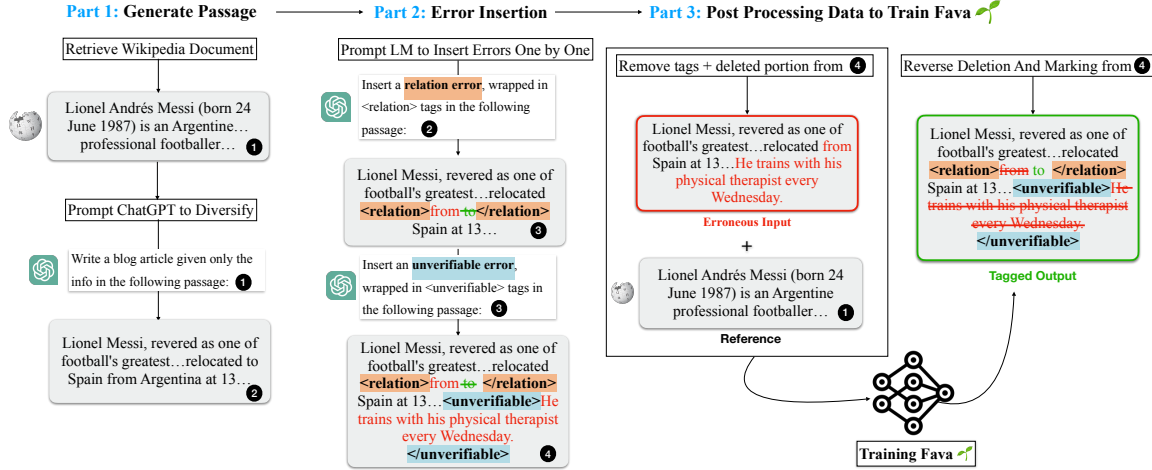 Part 1: Generate Passage
Retrieve Wikipedia Document
Lionel Andrés Messi (born 24
June 1987) is an Argentine…
professional footballer…
1
Prompt ChatGPT to Diversify
Write a blog article given only the
info in the following passage: 1
Lionel Messi, revered as one of
football's greatest…relocated to
Spain from Argentina at 13…
2
Part 2: Error Insertion
Prompt LM to Insert Errors One by One
Insert a relation error, wrapped in
<relation> tags in the following
passage: 2
Lionel Messi, revered as one of
football's greatest…relocated
<relation>from to</relation>
Spain at 13…
3
Insert an unverifiable error,
wrapped in <unverifiable> tags in
the following passage: 3
Lionel Messi, revered as one of
football's greatest…relocated
<relation>from to </relation>
Spain at 13…<unverifiable>He
trains with his physical therapist
every Wednesday.
</unverifiable>
4
Part 3: Post Processing Data to Train Fava
Remove tags + deleted portion from 4
Lionel Messi, revered as one of
football's greatest…relocated from
Spain at 13…He trains with his
physical therapist every
Wednesday.
Erroneous Input
+
Lionel Andrés Messi (born 24
June 1987) is an Argentine
professional footballer…
1
Reference
Reverse Deletion And Marking from 4
Lionel Messi, revered as one of
football's greatest…relocated
<relation>from to </relation>
Spain at 13…<unverifiable>He
trains with his physical therapist
every Wednesday.
</unverifiable>
Tagged Output
Training Fava